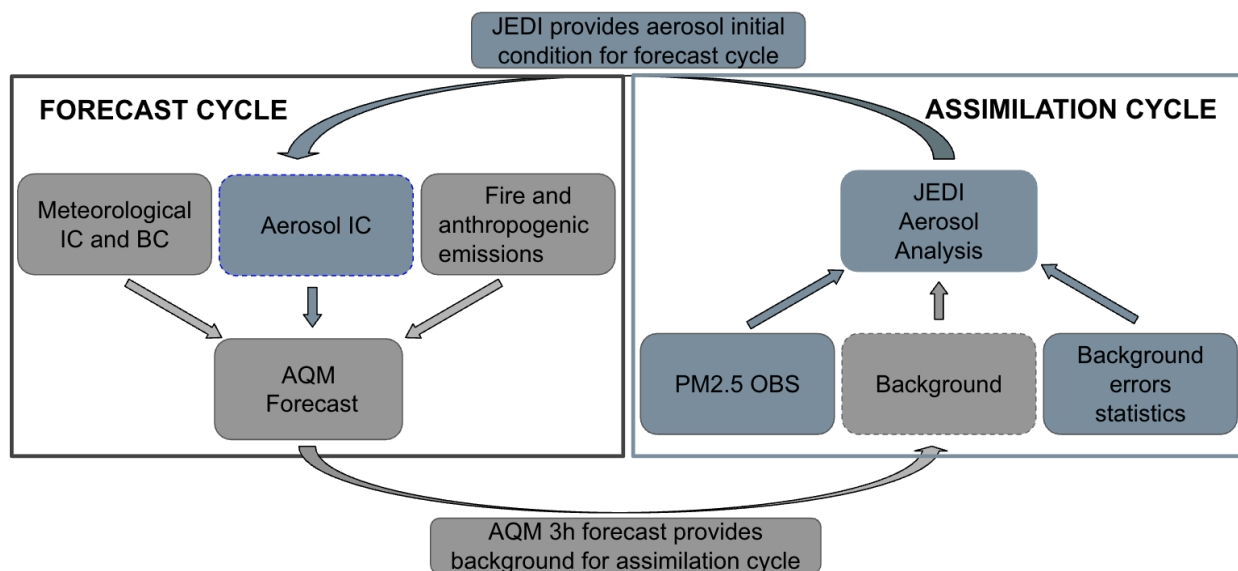 JEDI provides aerosol initial
condition for forecast cycle
FORECAST CYCLE
ASSIMILATION CYCLE
Meteorological
IC and BC
Aerosol IC
Fire and
anthropogenic
emissions
AQM
Forecast
JEDI
Aerosol
Analysis
PM2.5 OBS
Background
Background
errors
statistics
AQM 3h forecast provides
background for assimilation cycle